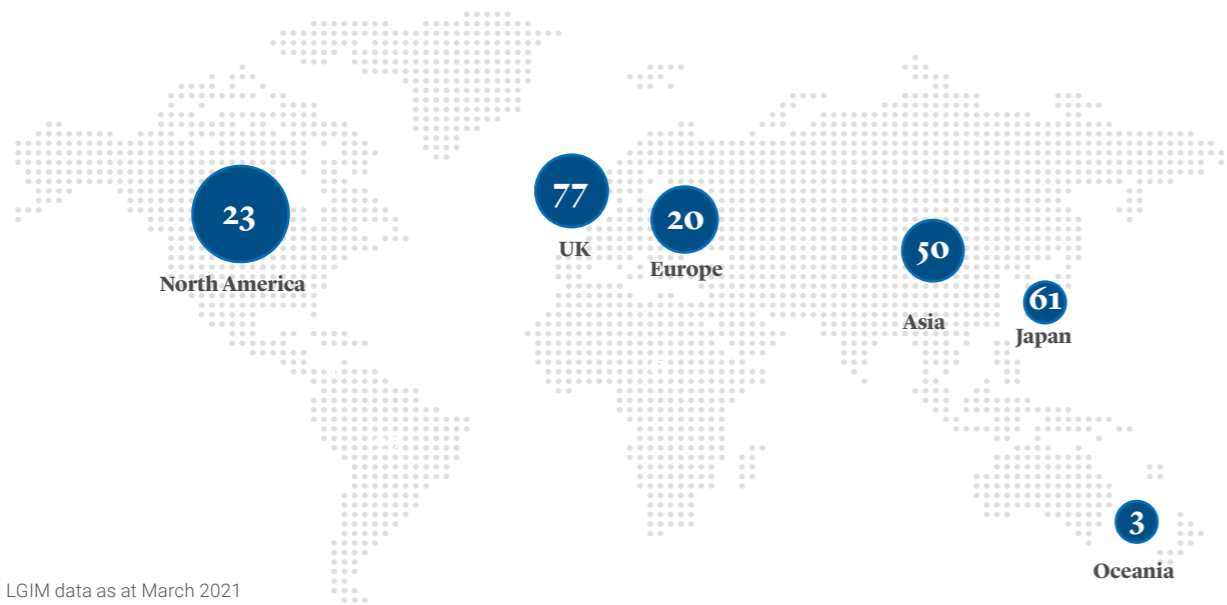 23
North America
77
UK
20
Europe
50
Asia
61
Japan
3
Oceania
LGIM data as at March 2021